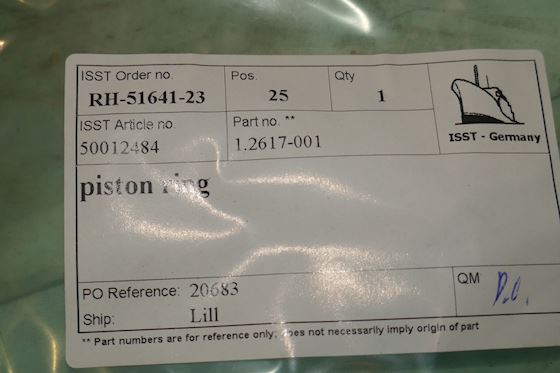 ISST Order no.
Pos.
Qty
RH-51641-23
25
1
ISST Article no.
Part no. **
50012484
1.2617-001
ISST - Germany
piston ring
PO Reference: 20683
QM
Ship: Lill
** Part numbers are for reference only; does not necessarily imply origin of part